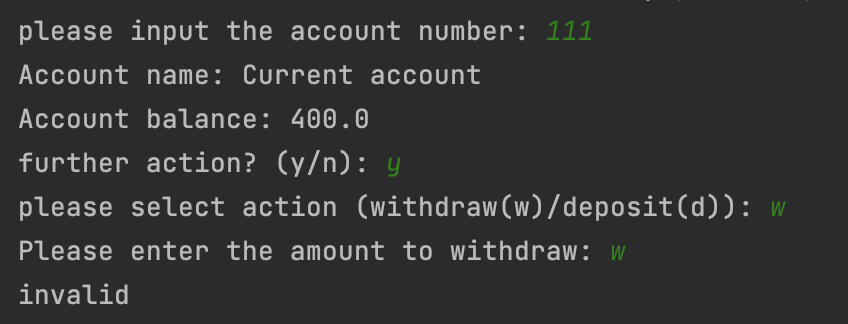 please input the account number: 111
Account name: Current account
Account balance: 400.0
further action? (y/n): y
please select action (withdraw(w)/deposit(d)): w
Please enter the amount to withdraw: w
invalid